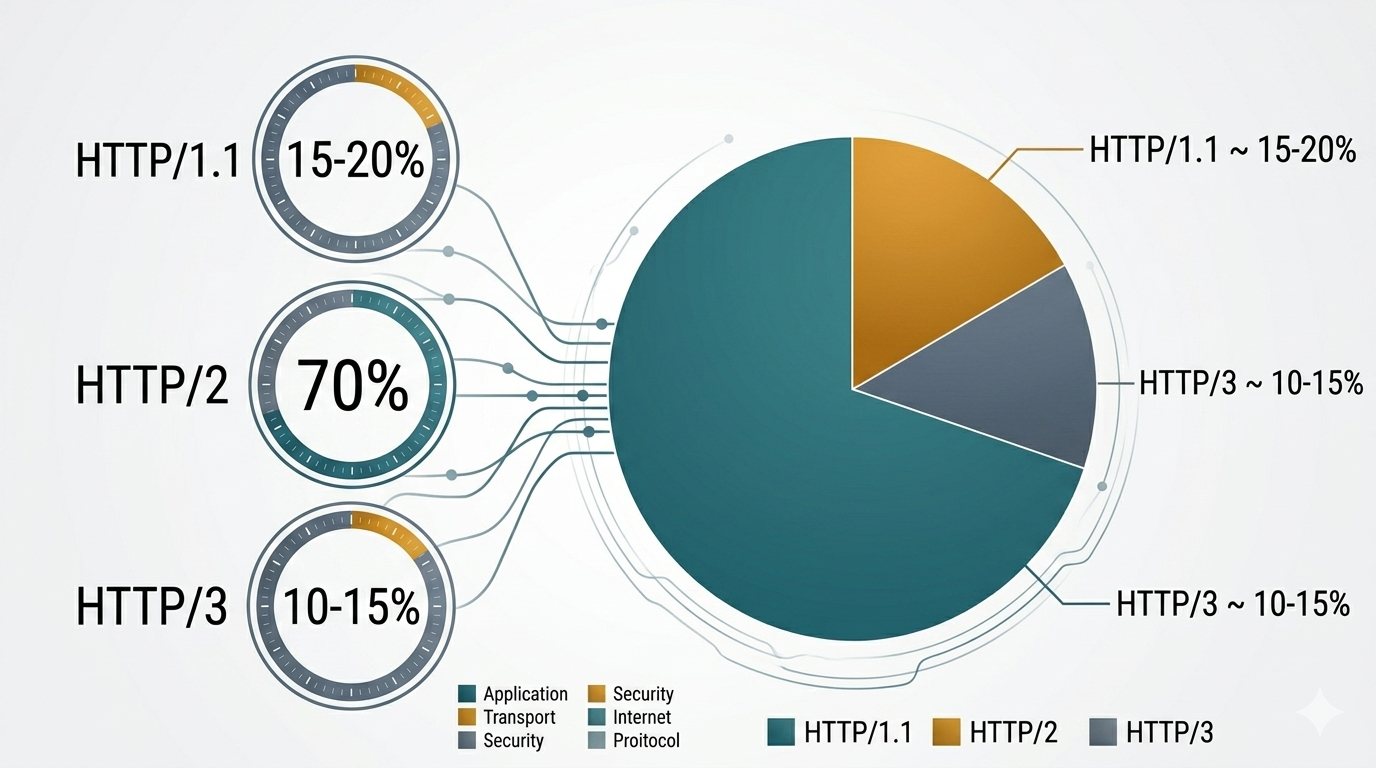 HTTP/1.1
15-20%
HTTP/2
70%
HTTP/3
10-15%
HTTP/1.1 ~ 15-20%
HTTP/3 ~ 10-15%
HTTP/3 ~ 10-15%
Application
Security
Transport
Internet
Security
Proitocol
HTTP/1.1
HTTP/2
HTTP/3